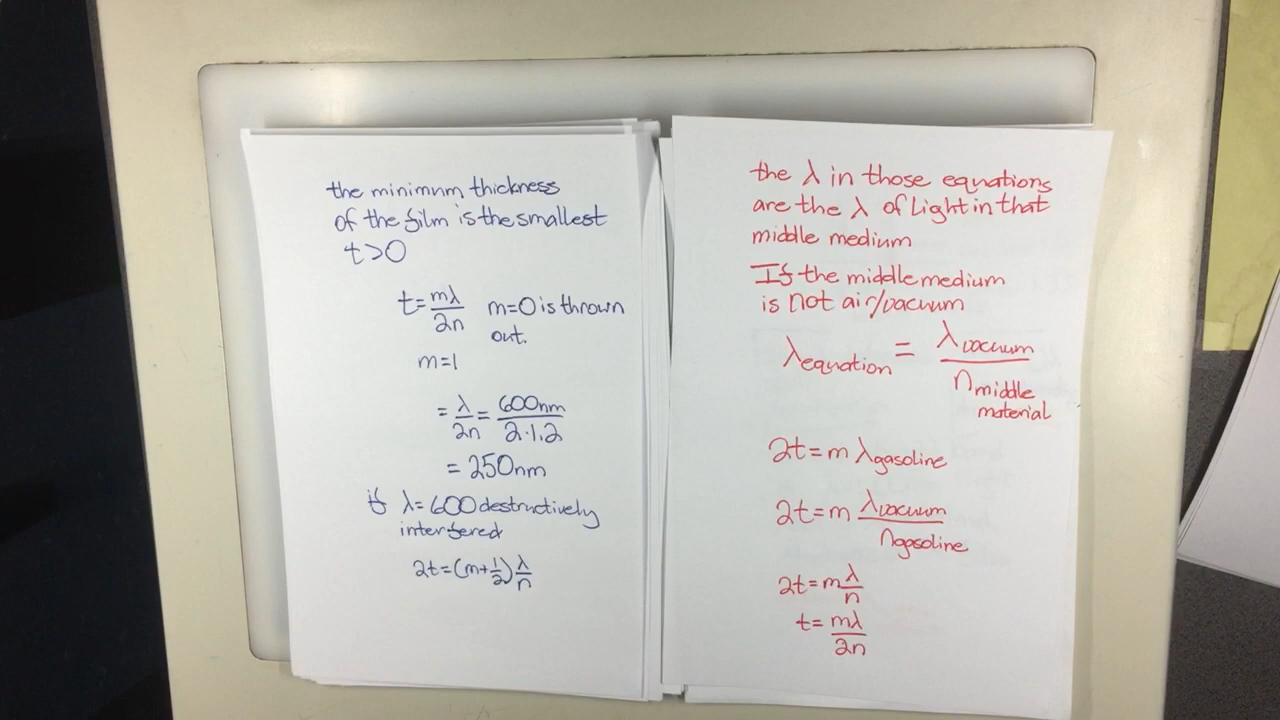 the minimum thickness
of the film is the smallest
t>0
t=mλ/2n m=0 is thrown
out.
m=1
=λ/2n=600nm/2·1.2
=250nm
if λ=600 destructively
interfered
2t=(m+1/2)λ/n
the λ in those equations
are the λ of Light in that
middle medium
If the middle medium
is not air/vacuum
λequation = λvacuum/nmiddle
material
2t=mλgasoline
2t=mλvacuum/ngasoline
2t=mλ/n
t=mλ/2n